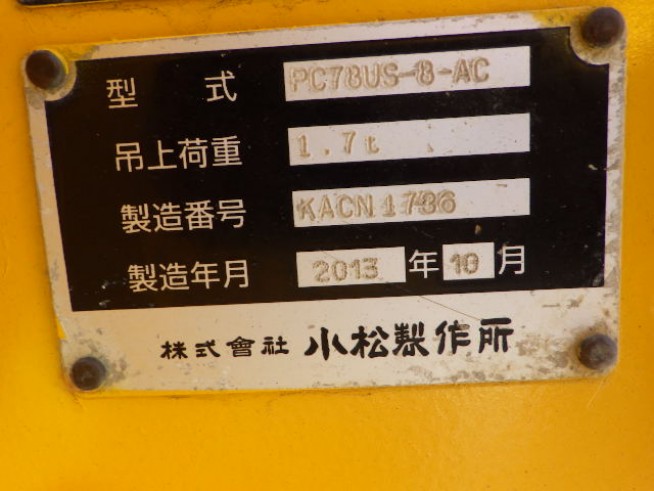 型 式 PC78US-8-AC
吊上荷重 1.7t
製造番号 KACN1736
製造年月 2013 年 10 月
株式會社 小松製作所